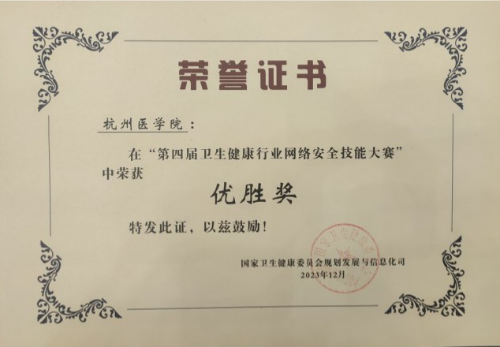 荣誉证书
杭州医学院：
在“第四届卫生健康行业网络安全技能大赛”
中荣获
优胜奖
特发此证，以兹鼓励！
国家卫生健康委员会规划发展与信息化司
2023年12月